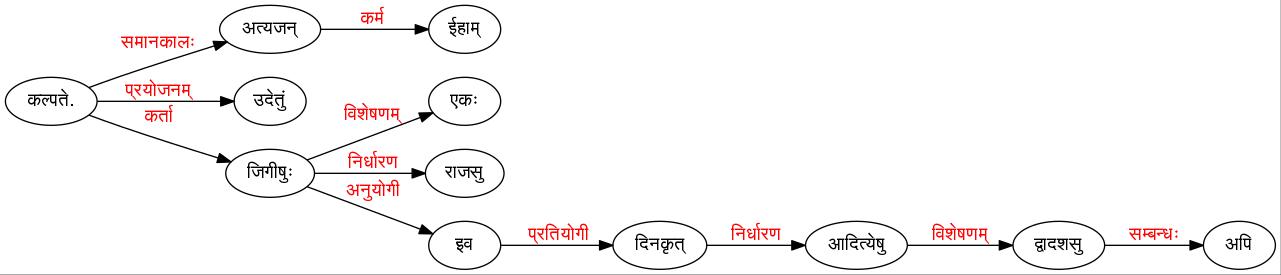 अत्यजन् कर्म ईहाम्
समानकालः
कल्पते. प्रयोजनम् उदेतुं विशेषणम् एकः
कर्ता
जिगीषुः निर्धारण राजसु
अनुयोगी
इव प्रतियोगी दिनकृत् निर्धारण आदित्येषु विशेषणम् द्वादशसु सम्बन्धः अपि